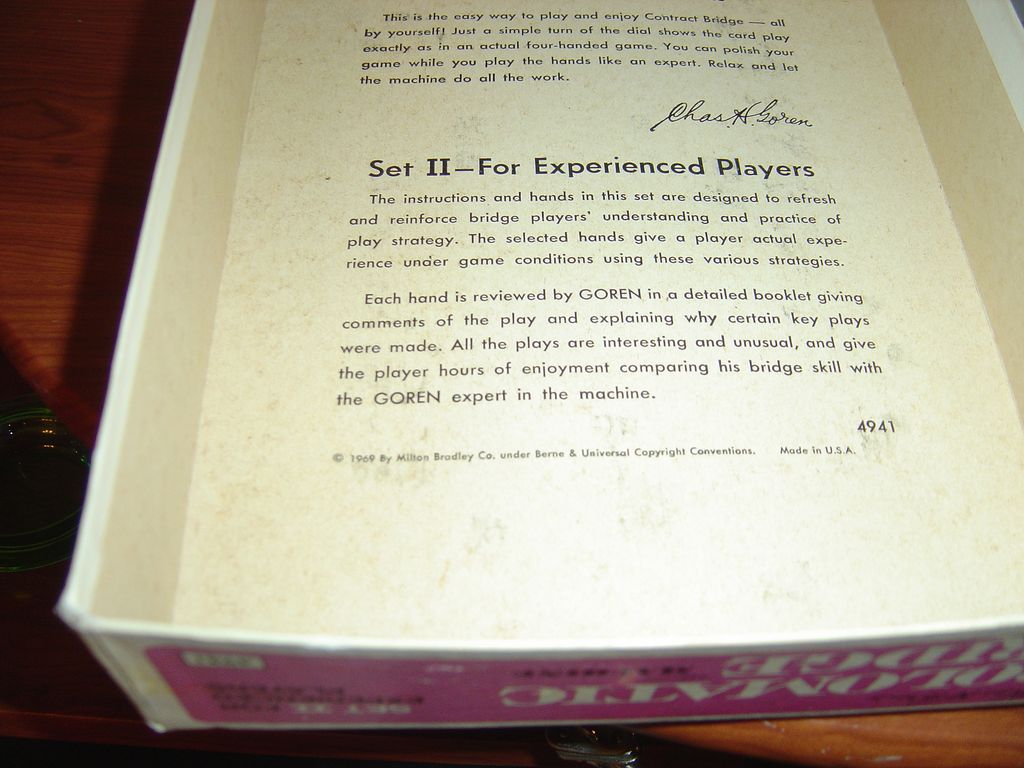 This is the easy way to play and enjoy Contract Bridge — all
by yourself! Just a simple turn of the dial shows the card play
exactly as in an actual four-handed game. You can polish your
game while you play the hands like an expert. Relax and let
the machine do all the work.
Chas. H. Goren
Set II—For Experienced Players
The instructions and hands in this set are designed to refresh
and reinforce bridge players' understanding and practice of
play strategy. The selected hands give a player actual expe-
rience under game conditions using these various strategies.
Each hand is reviewed by GOREN in a detailed booklet giving
comments of the play and explaining why certain key plays
were made. All the plays are interesting and unusual, and give
the player hours of enjoyment comparing his bridge skill with
the GOREN expert in the machine.
4941
© 1969 By Milton Bradley Co. under Berne & Universal Copyright Conventions. Made in U.S.A.
RIDGE
OLOMATIC
MACHINE
SET II FOR
EXPERIENCED
PLAYERS